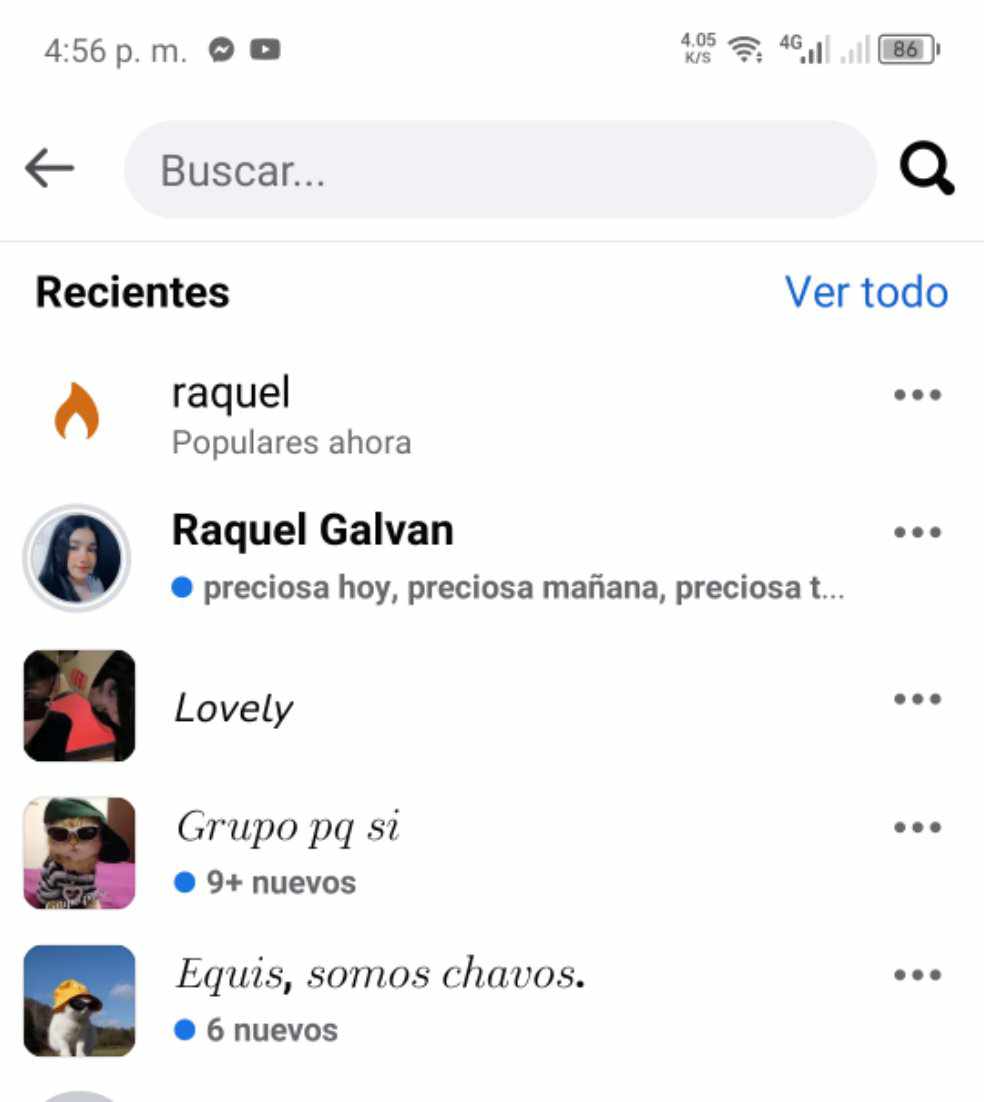 4:56 p. m.
4.05
K/S
4G
86
Buscar...
Recientes
Ver todo
raquel
Populares ahora
Raquel Galvan
preciosa hoy, preciosa mañana, preciosa t...
Lovely
Grupo pq si
9+ nuevos
Equis, somos chavos.
6 nuevos